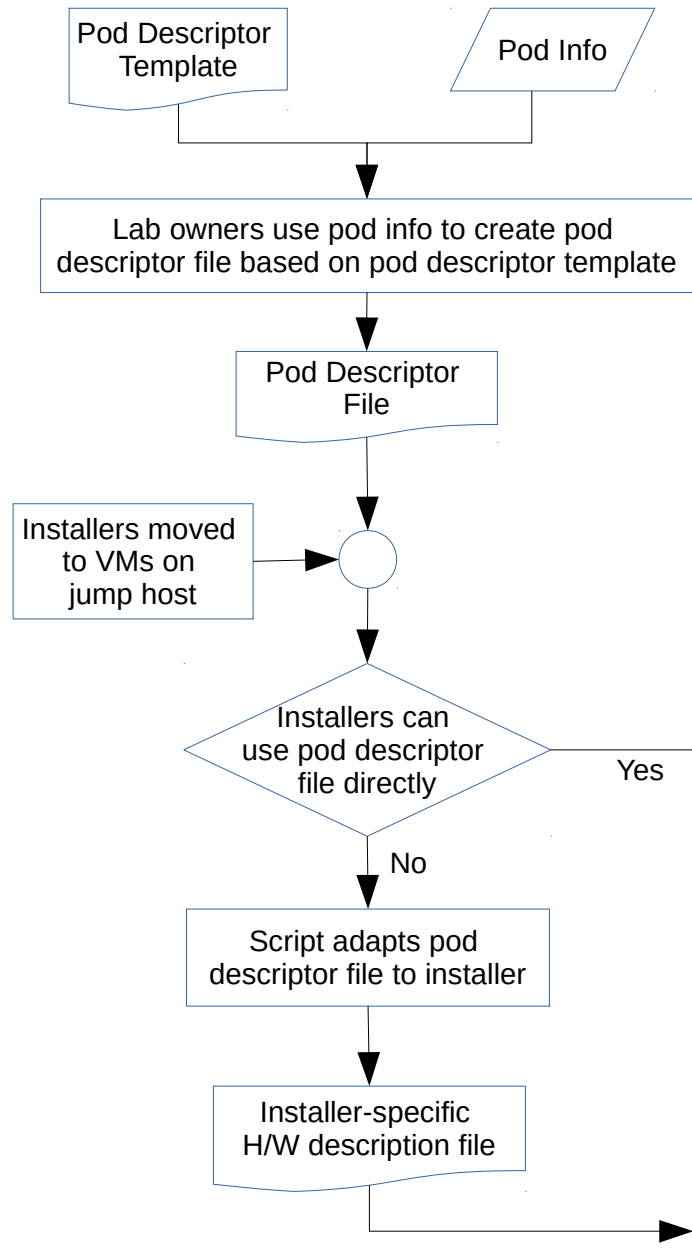 Pod Descriptor
Template
Pod Info
Lab owners use pod info to create pod
descriptor file based on pod descriptor template
Pod Descriptor
File
Installers moved
to VMs on
jump host
Installers can
use pod descriptor
file directly
Yes
No
Script adapts pod
descriptor file to installer
Installer-specific
H/W description file